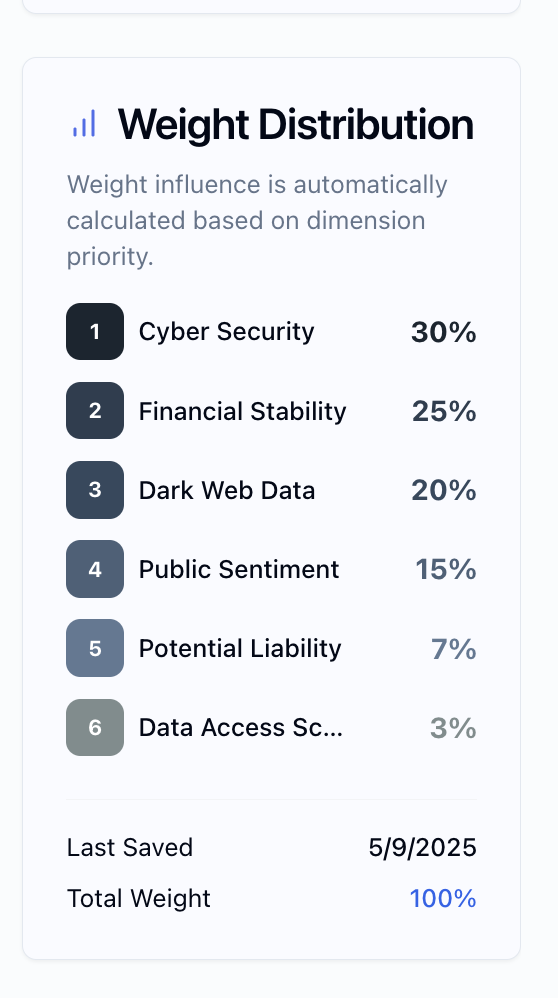 Weight Distribution
Weight influence is automatically
calculated based on dimension
priority.
1 Cyber Security 30%
2 Financial Stability 25%
3 Dark Web Data 20%
4 Public Sentiment 15%
5 Potential Liability 7%
6 Data Access Sc... 3%
Last Saved 5/9/2025
Total Weight 100%